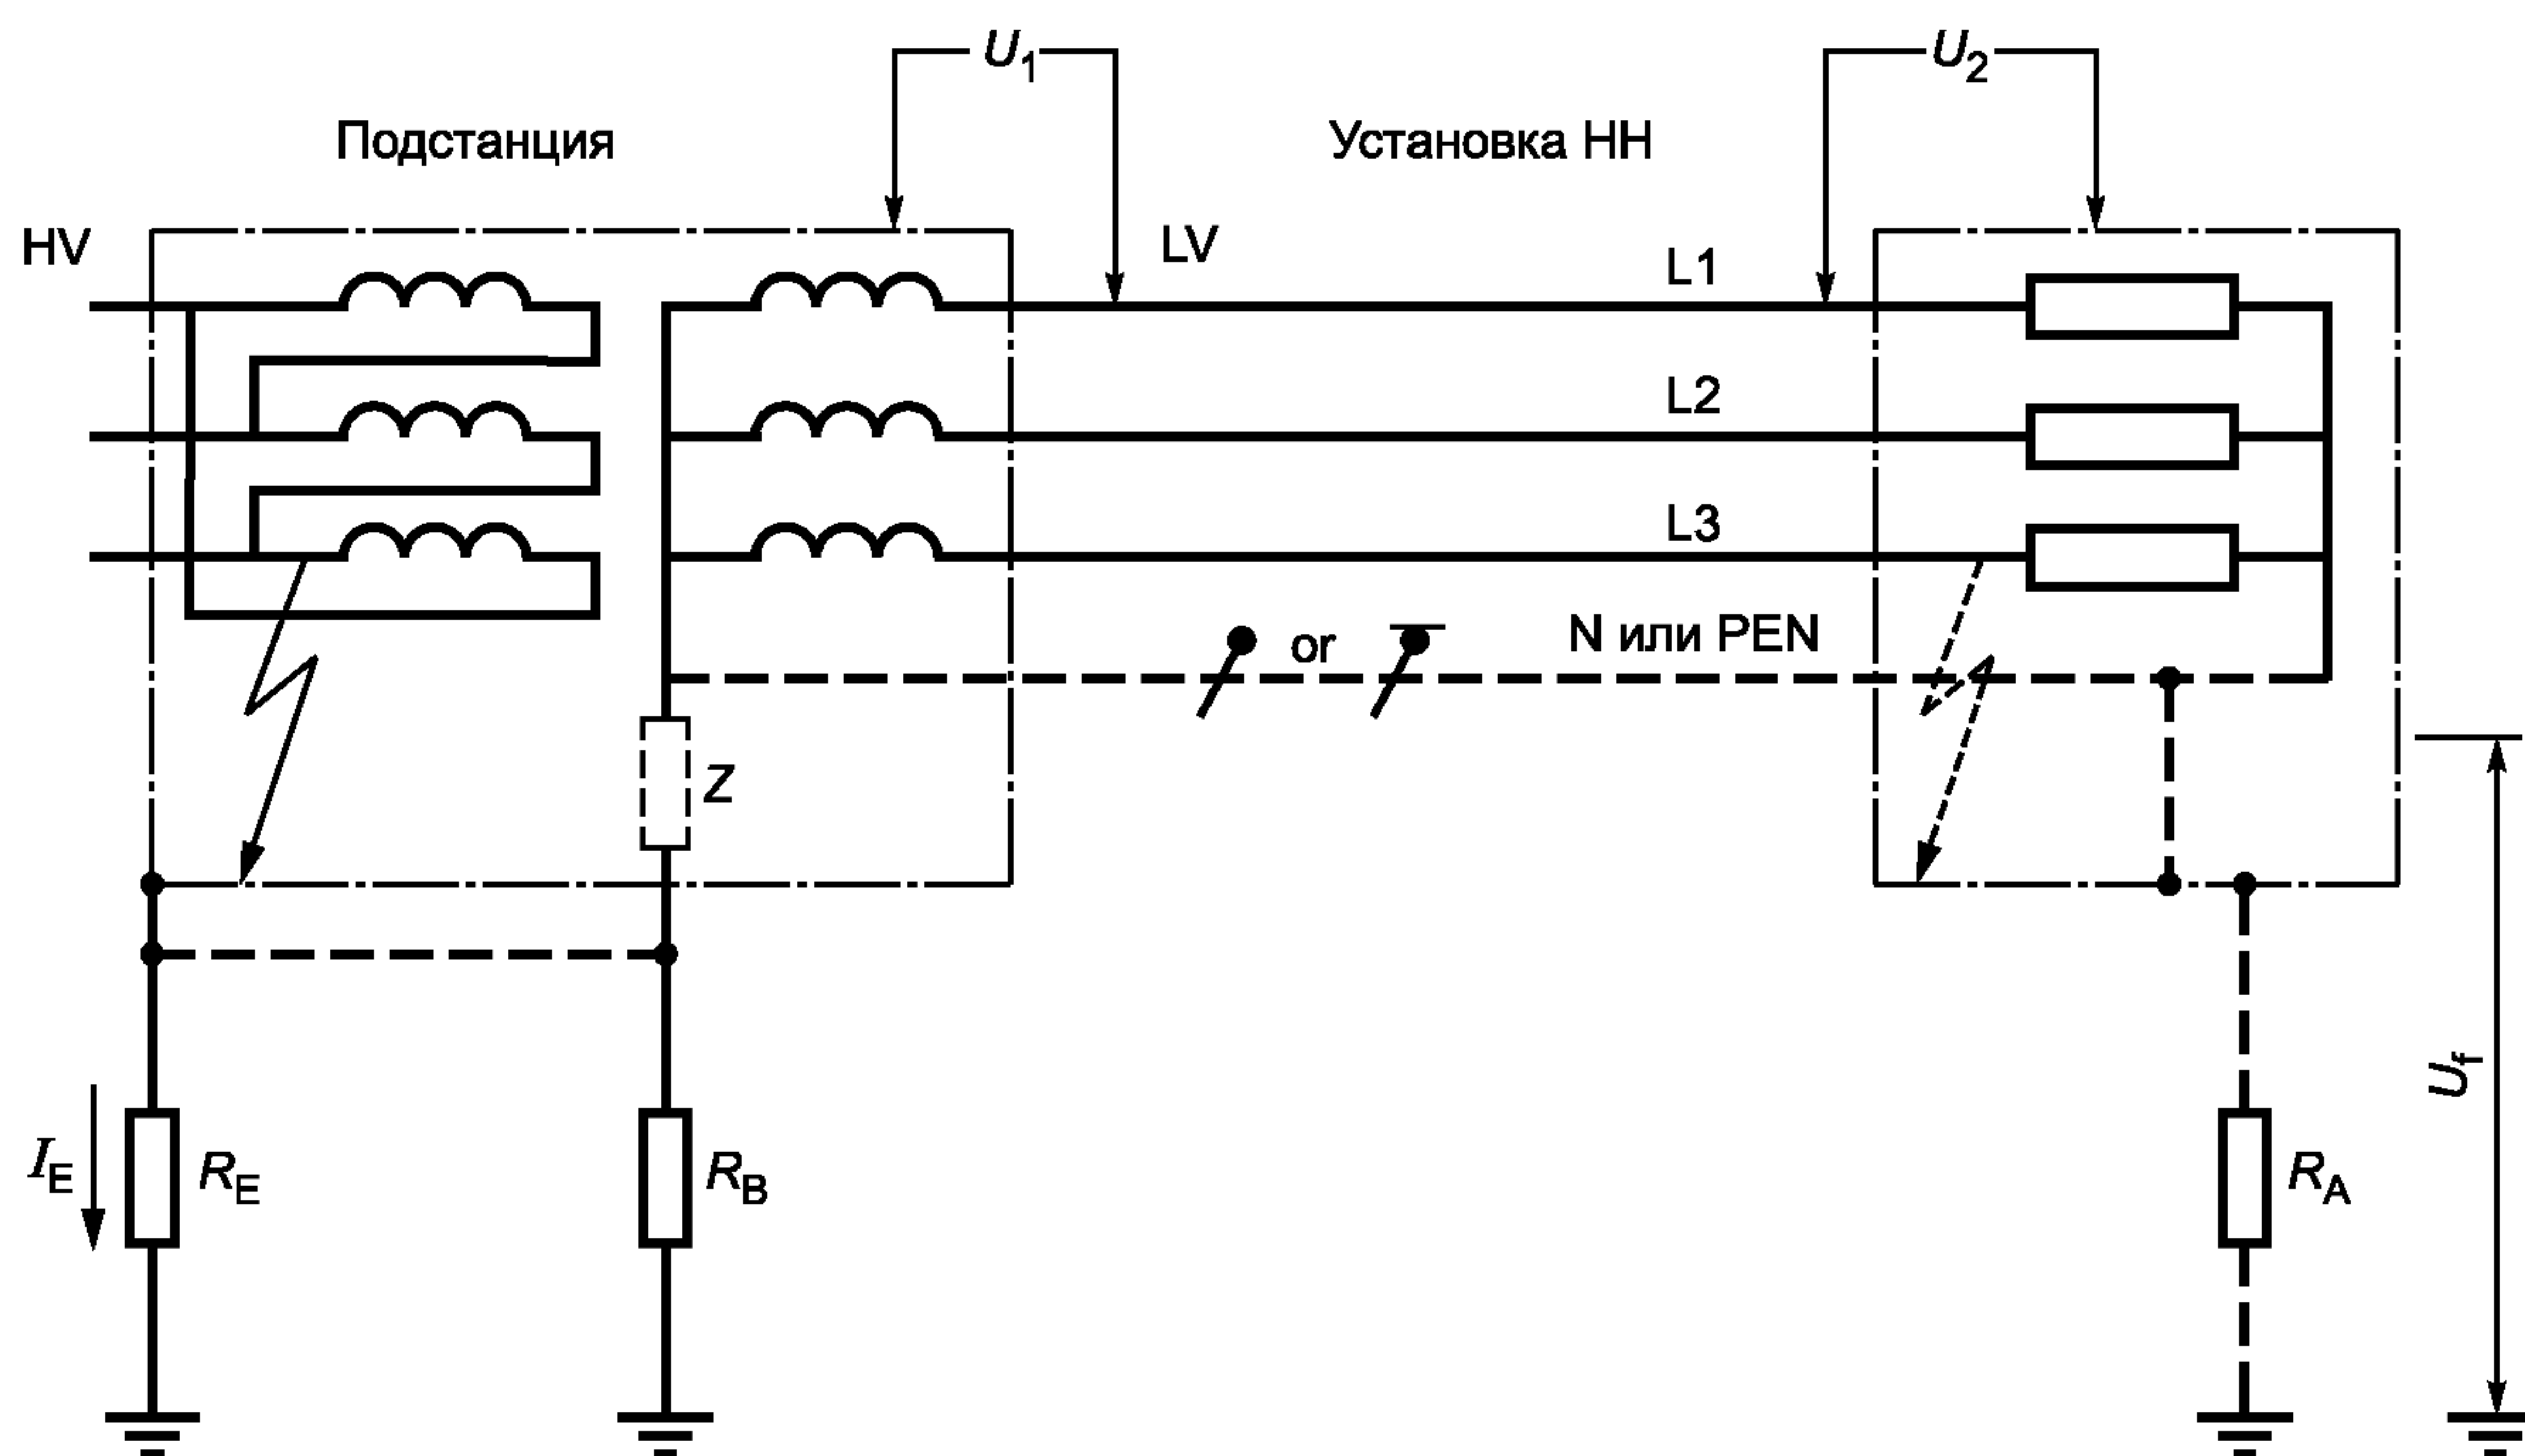 U1
U2
Подстанция
Установка НН
HV
LV
L1
L2
L3
or
N или PEN
Z
Uf
IE
RE
RB
RA